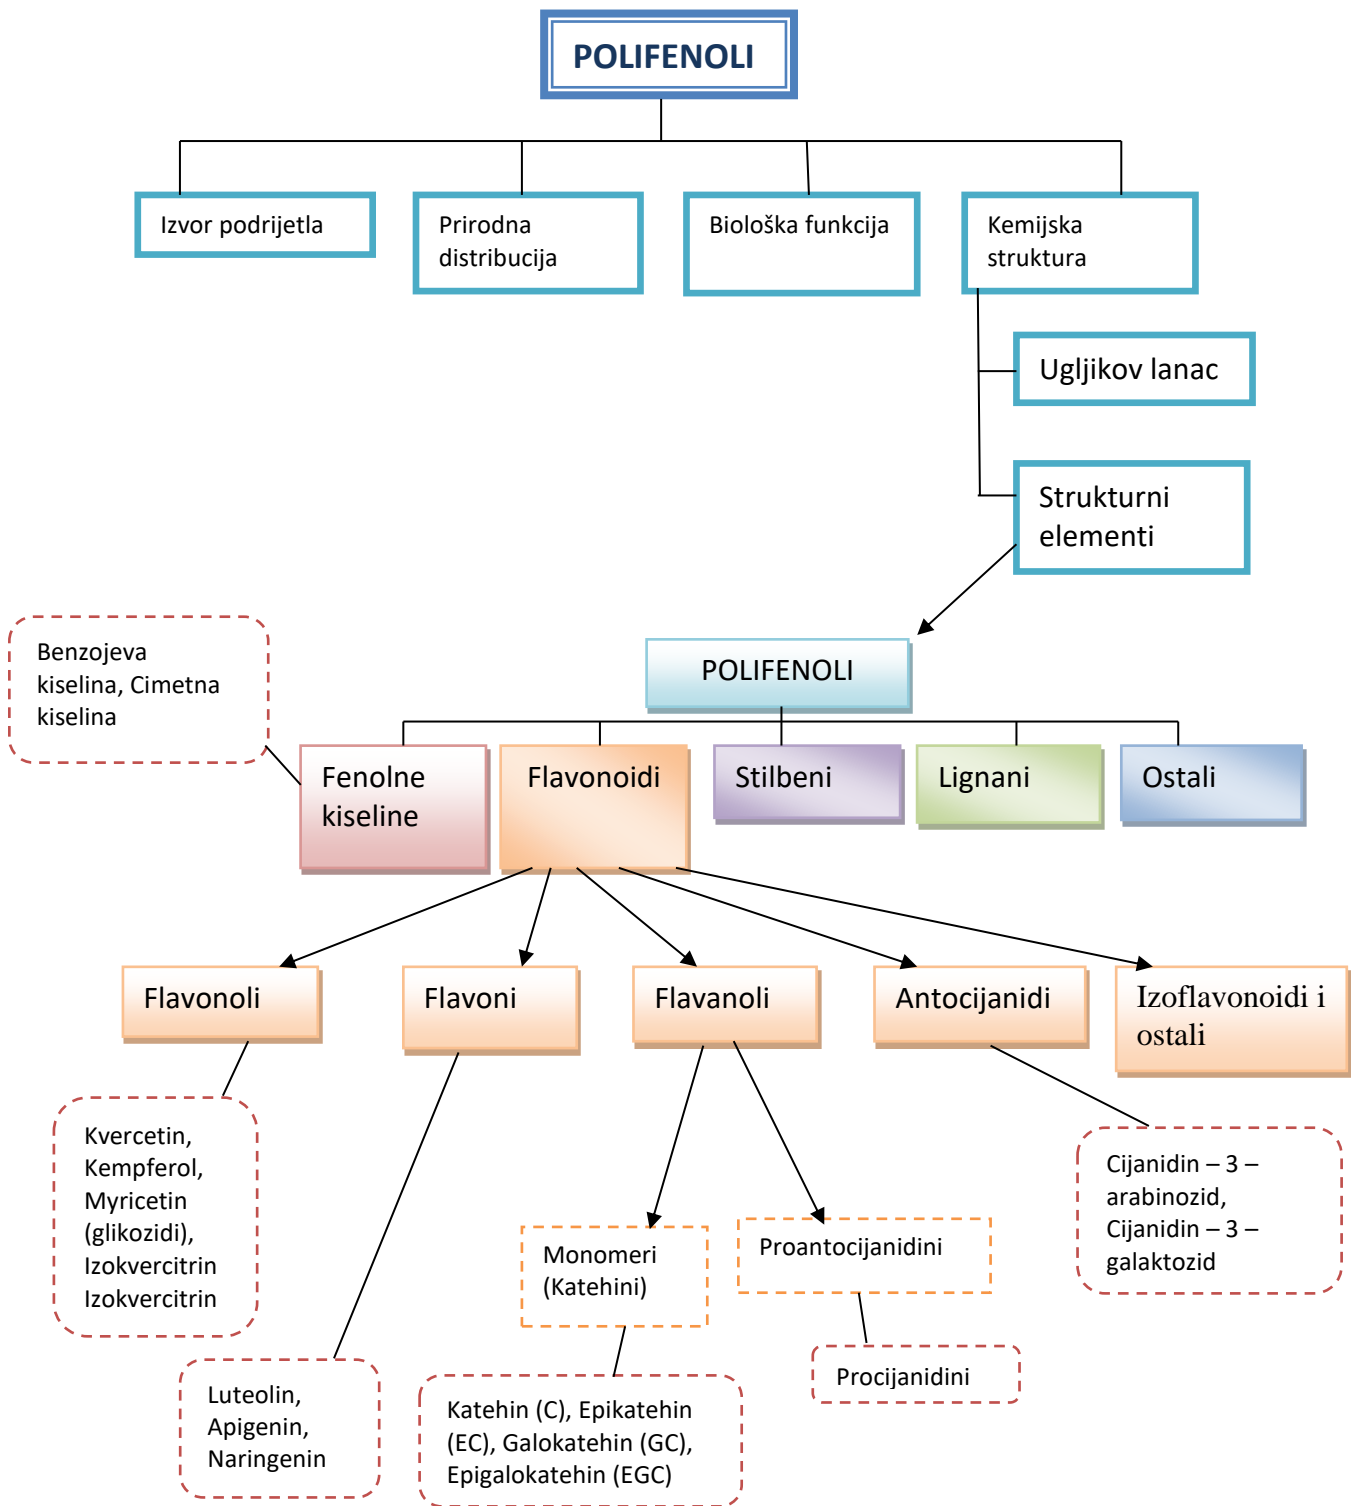 POLIFENOLI
Izvor podrijetla
Prirodna
distribucija
Biološka funkcija
Kemijska
struktura
Ugljikov lanac
Strukturni
elementi
Benzojeva
kiselina, Cimetna
kiselina
POLIFENOLI
Fenolne
kiseline
Flavonoidi
Stilbeni
Lignani
Ostali
Flavonoli
Flavoni
Flavanoli
Antocijanidi
Izoflavonoidi i
ostali
Kvercetin,
Kempferol,
Myricetin
(glikozidi),
Izokvercitrin
Izokvercitrin
Monomeri
(Katehini)
Proantocijanidini
Cijanidin – 3 –
arabinozid,
Cijanidin – 3 –
galaktozid
Luteolin,
Apigenin,
Naringenin
Katehin (C), Epikatehin
(EC), Galokatehin (GC),
Epigalokatehin (EGC)
Procijanidini